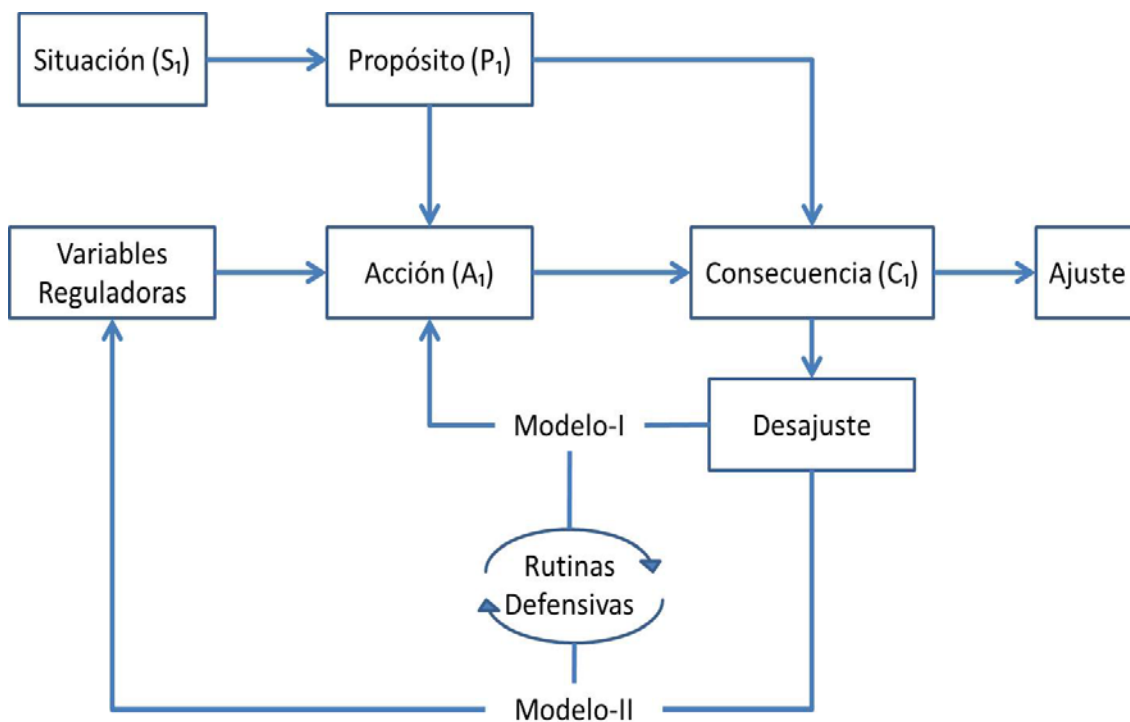 Situación (S₁)
Propósito (P₁)
Variables
Reguladoras
Acción (A₁)
Consecuencia (C₁)
Ajuste
Modelo-I
Desajuste
Rutinas
Defensivas
Modelo-II